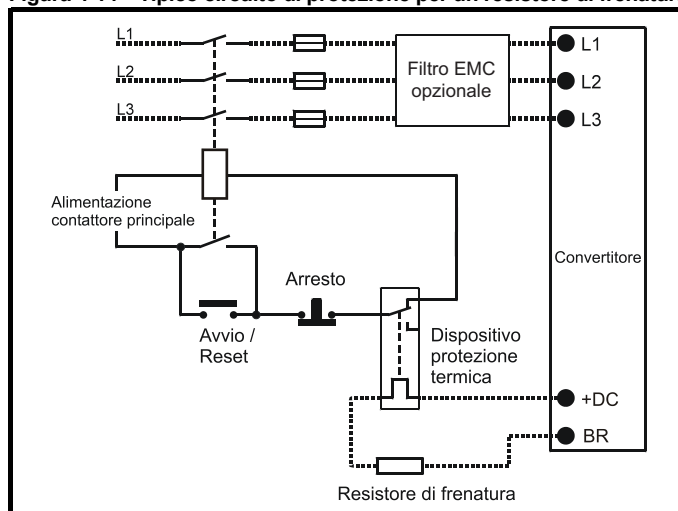 Figura 4-11 Tipico circuito di protezione per un resistore di frenatura
L1
L2
L3
Filtro EMC
opzionale
L1
L2
L3
Alimentazione
contattore principale
Convertitore
Arresto
Avvio /
Reset
Dispositivo
protezione
termica
+DC
BR
Resistore di frenatura